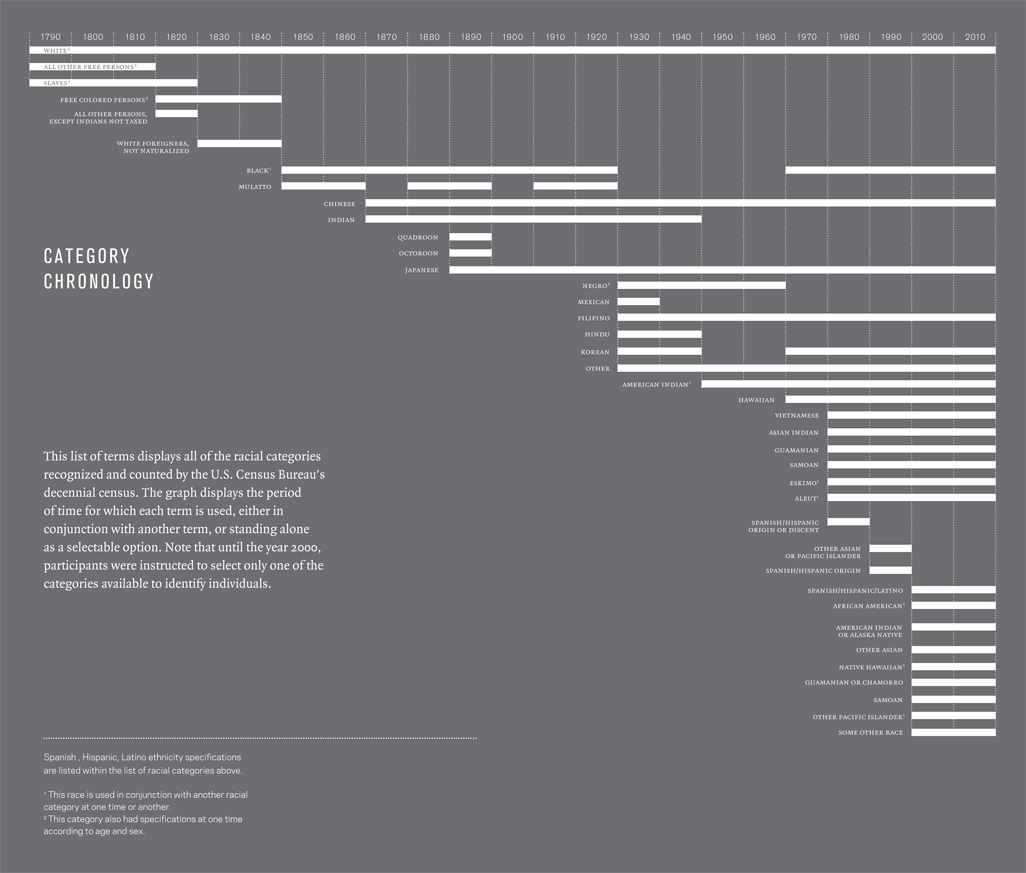 1790 1800 1810 1820 1830 1840 1850 1860 1870 1880 1890 1900 1910 1920 1930 1940 1950 1960 1970 1980 1990 2000 2010
WHITE
ALL OTHER FREE PERSONS
SLAVES
FREE COLORED PERSONS
ALL OTHER PERSONS,
EXCEPT INDIANS NOT TAXED
WHITE FOREIGNERS,
NOT NATURALIZED
BLACK¹
MULATTO
CHINESE
INDIAN
QUADROON
OCTOROON
JAPANESE
NEGRO¹
MEXICAN
FILIPINO
HINDU
KOREAN
OTHER
AMERICAN INDIAN¹
HAWAIIAN
VIETNAMESE
ASIAN INDIAN
GUAMANIAN
SAMOAN
ESKIMO
ALEUT
SPANISH/HISPANIC
ORIGIN OR DESCENT
OTHER ASIAN
OR PACIFIC ISLANDER
SPANISH/HISPANIC ORIGIN
SPANISH/HISPANIC/LATINO
AFRICAN AMERICAN¹
AMERICAN INDIAN
OR ALASKA NATIVE
OTHER ASIAN
NATIVE HAWAIIAN¹
GUAMANIAN OR CHAMORRO
SAMOAN
OTHER PACIFIC ISLANDER¹
SOME OTHER RACE
CATEGORY
CHRONOLOGY
This list of terms displays all of the racial categories
recognized and counted by the U.S. Census Bureau's
decennial census. The graph displays the period
of time for which each term is used, either in
conjunction with another term, or standing alone
as a selectable option. Note that until the year 2000,
participants were instructed to select only one of the
categories available to identify individuals.
Spanish , Hispanic, Latino ethnicity specifications
are listed within the list of racial categories above.
¹ This race is used in conjunction with another racial
category at one time or another.
² This category also had specifications at one time
according to age and sex.